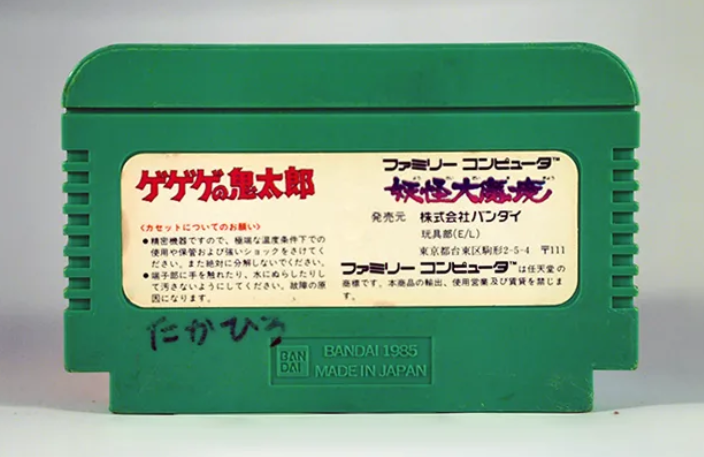 ゲゲゲの鬼太郎
〈カセットについてのお願い〉
●精密機器ですので、極端な温度条件下での
使用や保管および強いショックをさけてく
ださい。また絶対に分解しないでください。
●端子部に手を触れたり、水にぬらしたりし
て汚さないようにしてください。故障の原
因になります。
ファミリー コンピュータ™
妖怪大魔境
発売元 株式会社バンダイ
玩具部(E/L)
東京都台東区駒形2-5-4 〒111
ファミリー コンピュータ™は任天堂の
商標です。本商品の輸出、使用営業及び賃貸を禁じま
す。
たかひろ
BAN
DAI
BANDAI 1985
MADE IN JAPAN